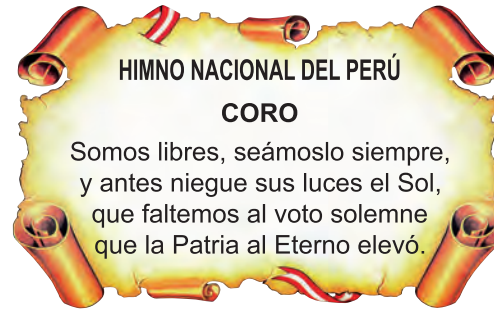 HIMNO NACIONAL DEL PERÚ
CORO
Somos libres, seámoslo siempre,
y antes niegue sus luces el Sol,
que faltemos al voto solemne
que la Patria al Eterno elevó.